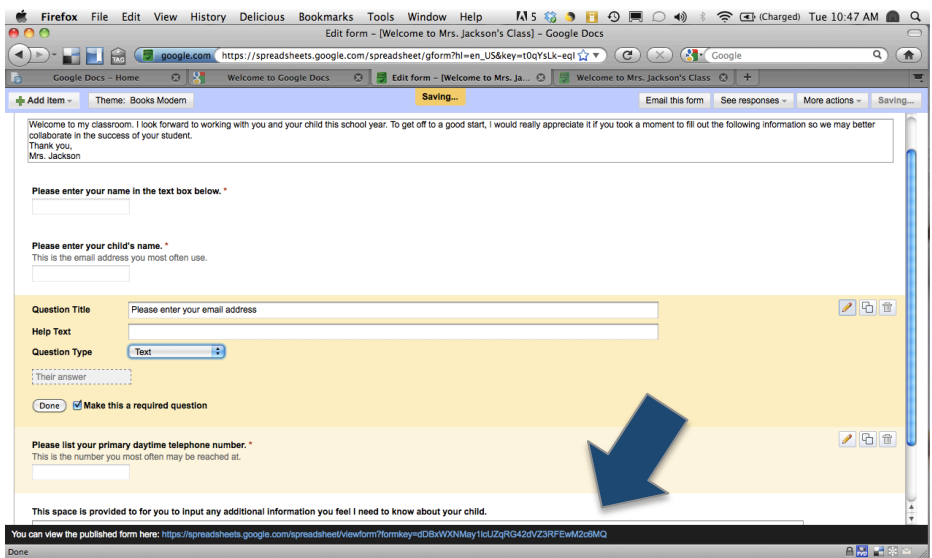 Firefox File Edit View History Delicious Bookmarks Tools Window Help 5 (Charged) Tue 10:47 AM
Edit form – [Welcome to Mrs. Jackson's Class] – Google Docs
TAG google.com https://spreadsheets.google.com/spreadsheet/gform?hl=en_US&key=t0qYsLk-eqI Google
Google Docs – Home Welcome to Google Docs Edit form – [Welcome to Mrs. Ja... Welcome to Mrs. Jackson's Class +
Add item Theme: Books Modern Saving... Email this form See responses More actions Saving...
Welcome to my classroom. I look forward to working with you and your child this school year. To get off to a good start, I would really appreciate it if you took a moment to fill out the following information so we may better
collaborate in the success of your student.
Thank you,
Mrs. Jackson
Please enter your name in the text box below. *
Please enter your child's name. *
This is the email address you most often use.
Question Title Please enter your email address
Help Text
Question Type Text
Their answer
Done Make this a required question
Please list your primary daytime telephone number. *
This is the number you most often may be reached at.
This space is provided to for you to input any additional information you feel I need to know about your child.
You can view the published form here: https://spreadsheets.google.com/spreadsheet/viewform?formkey=dDBxWXNMay1lcUZqRG42dVZ3RFEwM2c6MQ
Done